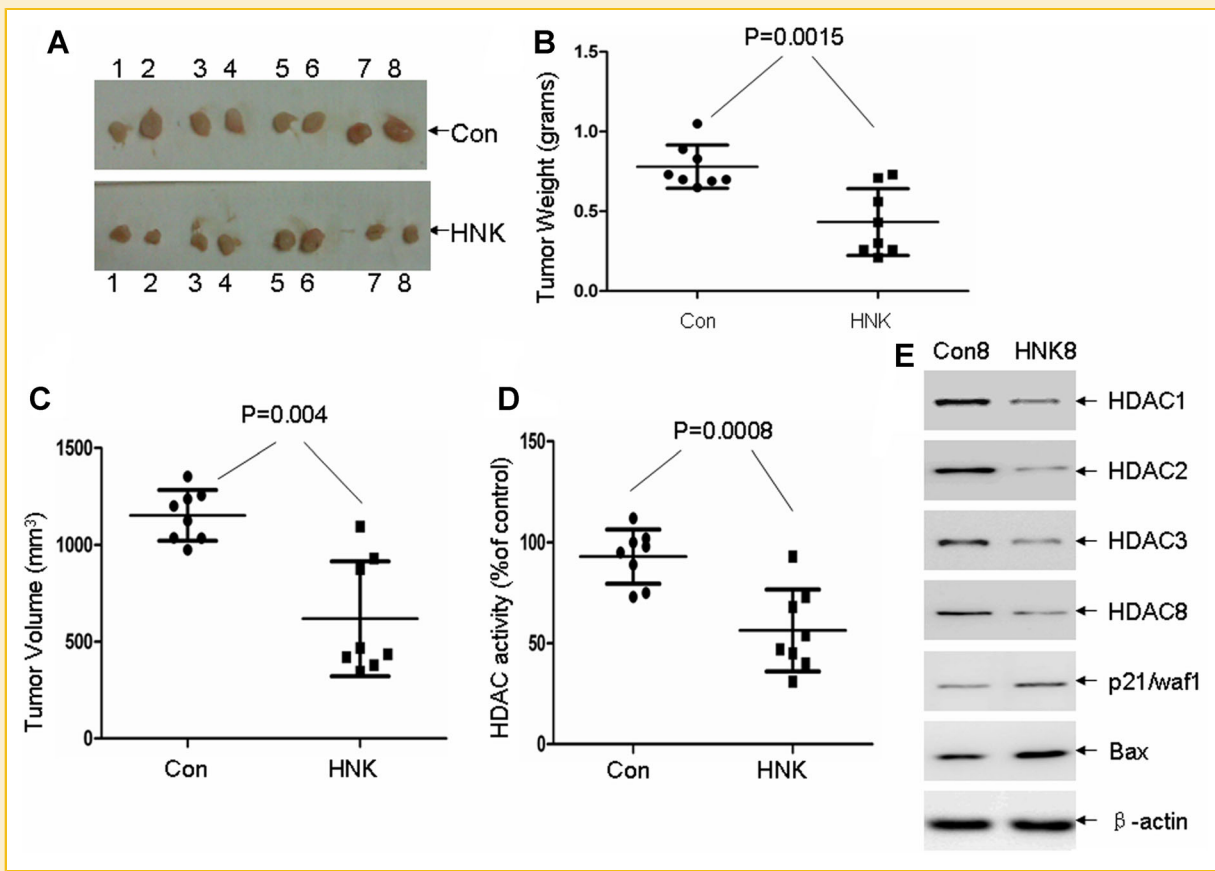 A
1 2 3 4 5 6 7 8
Con
HNK
1 2 3 4 5 6 7 8
B
P=0.0015
Tumor Weight (grams)
1.5
1.0
0.5
0.0
Con HNK
C
P=0.004
Tumor Volume (mm³)
1500
1000
500
0
Con HNK
D
P=0.0008
HDAC activity (%of control)
150
100
50
0
Con HNK
E
Con8 HNK8
HDAC1
HDAC2
HDAC3
HDAC8
p21/waf1
Bax
β-actin